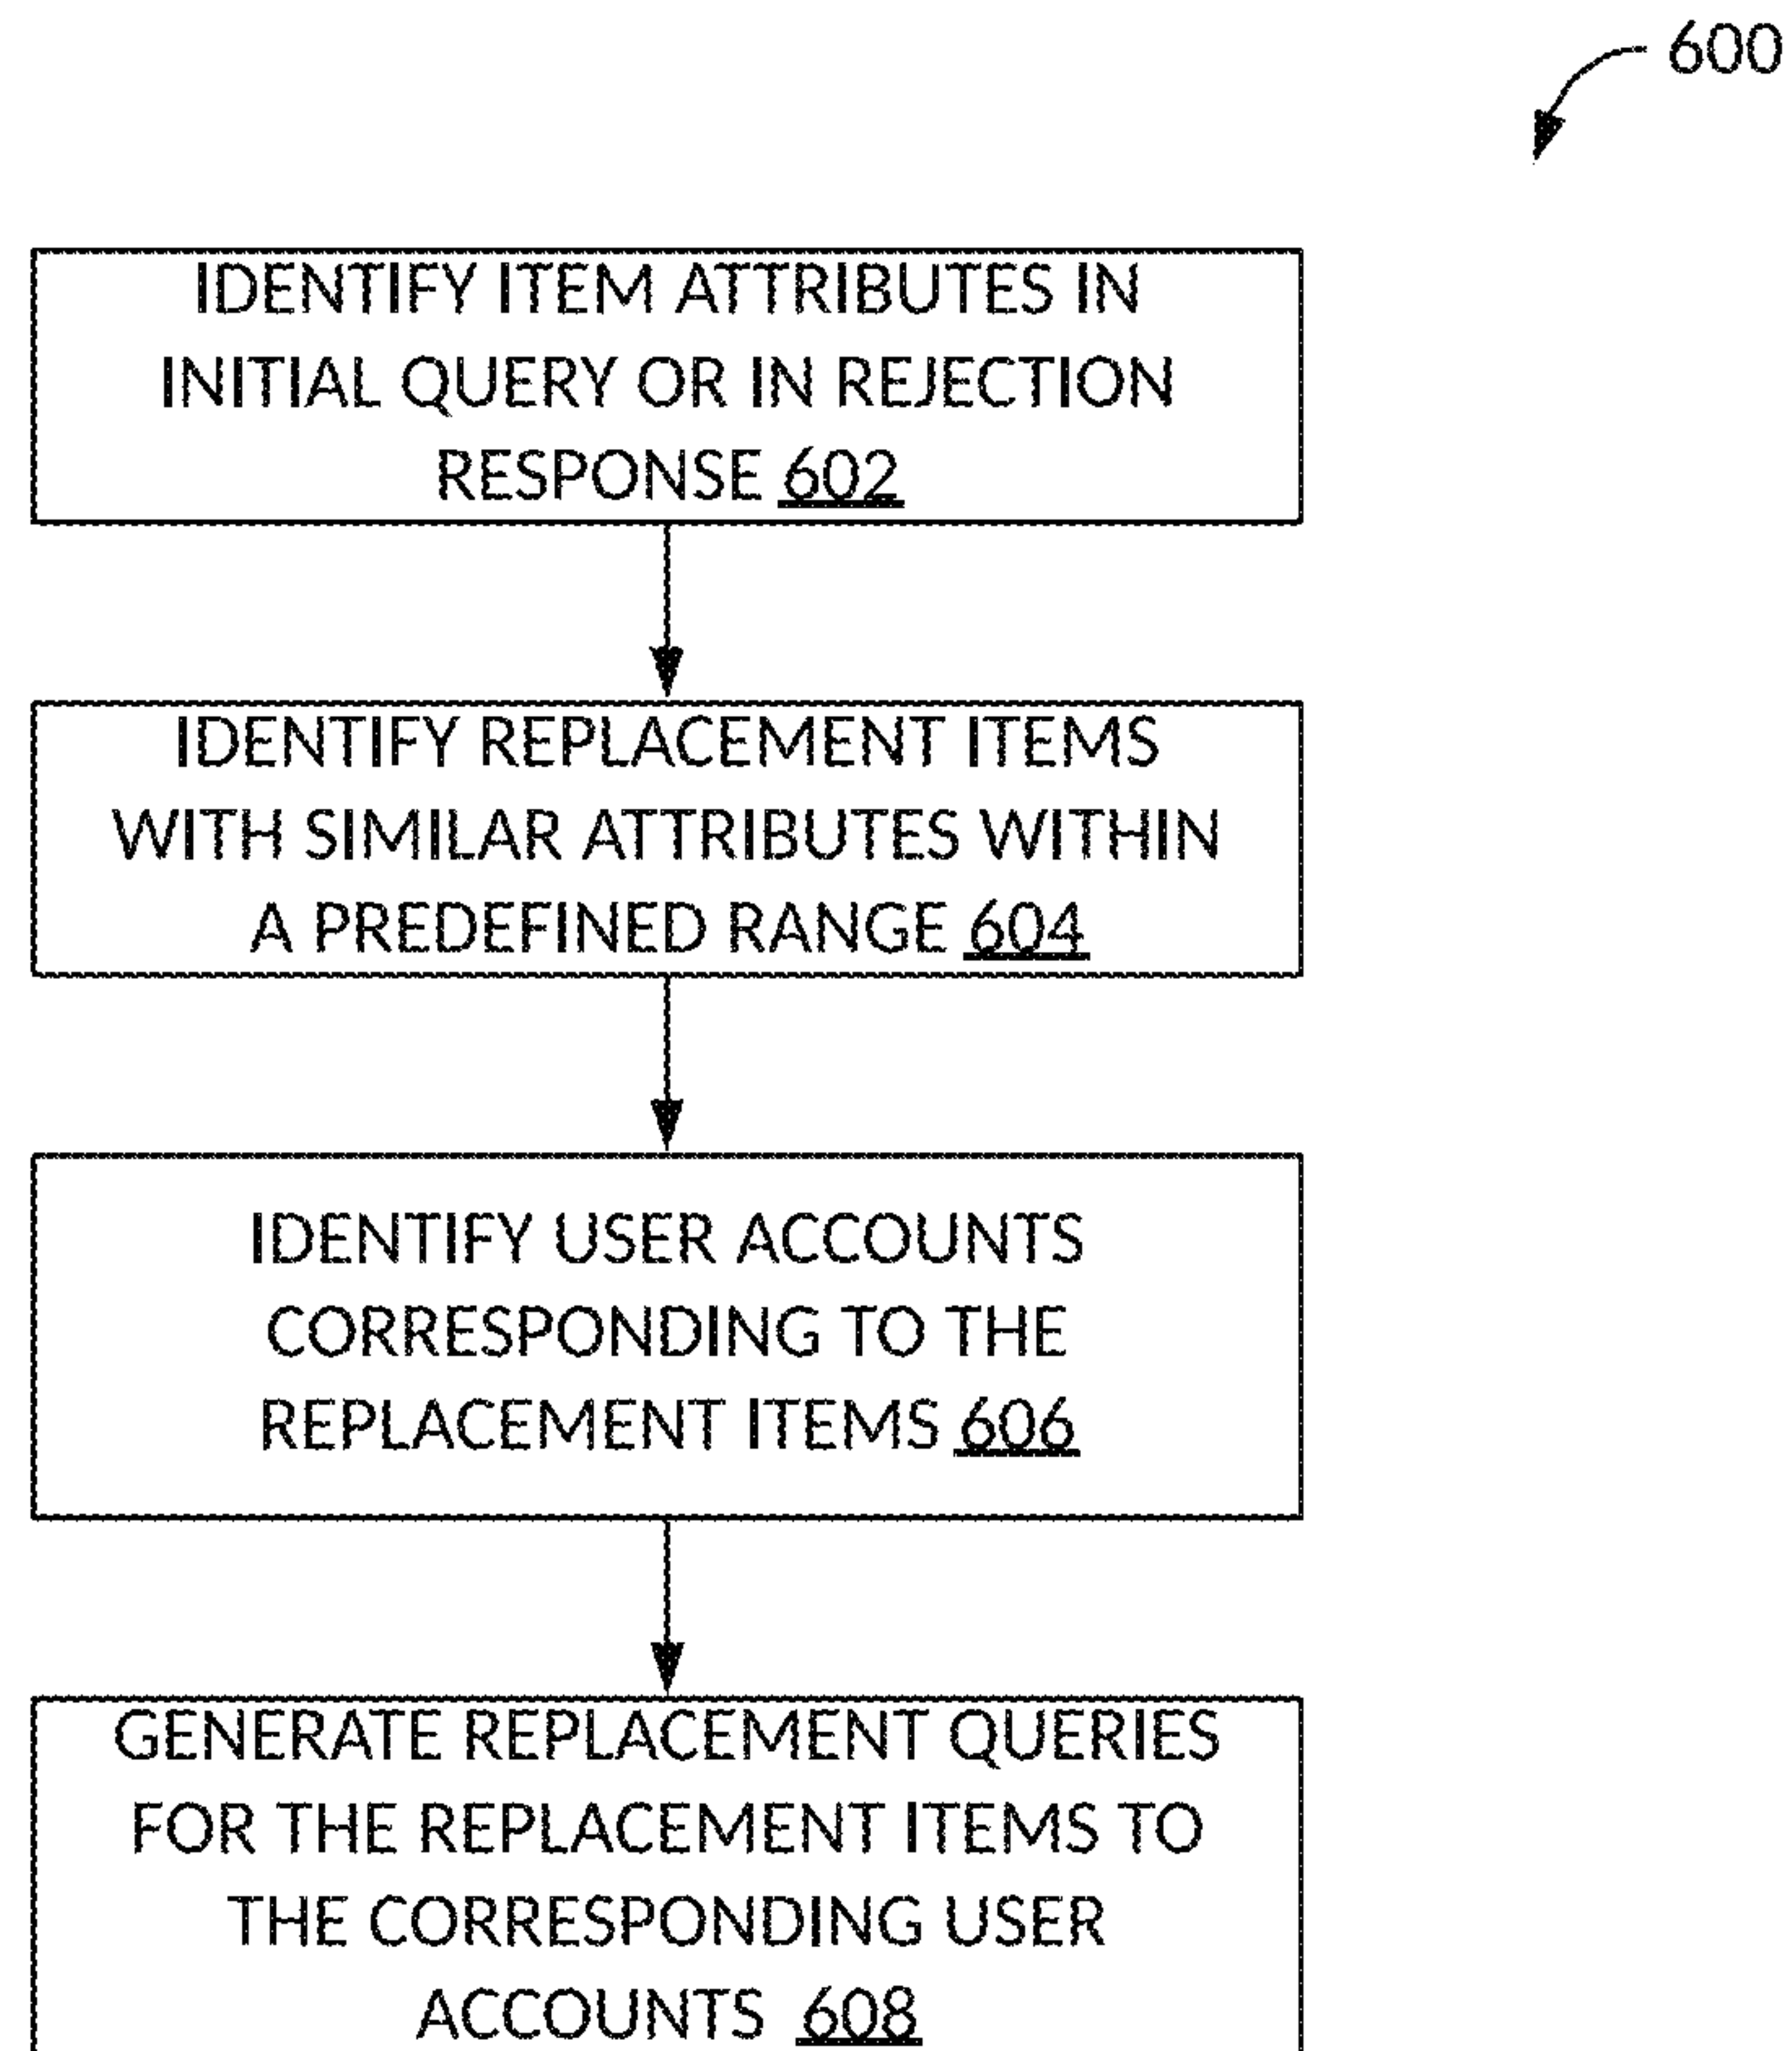 600
IDENTIFY ITEM ATTRIBUTES IN
INITIAL QUERY OR IN REJECTION
RESPONSE 602
IDENTIFY REPLACEMENT ITEMS
WITH SIMILAR ATTRIBUTES WITHIN
A PREDEFINED RANGE 604
IDENTIFY USER ACCOUNTS
CORRESPONDING TO THE
REPLACEMENT ITEMS 606
GENERATE REPLACEMENT QUERIES
FOR THE REPLACEMENT ITEMS TO
THE CORRESPONDING USER
ACCOUNTS 608